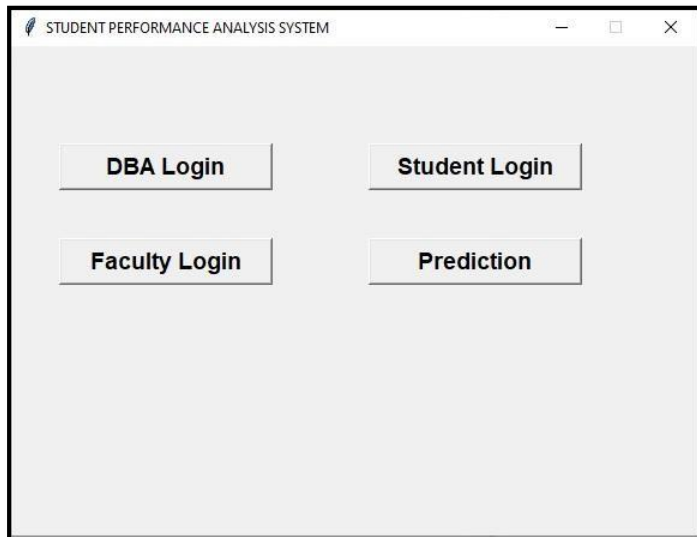 STUDENT PERFORMANCE ANALYSIS SYSTEM
DBA Login
Student Login
Faculty Login
Prediction